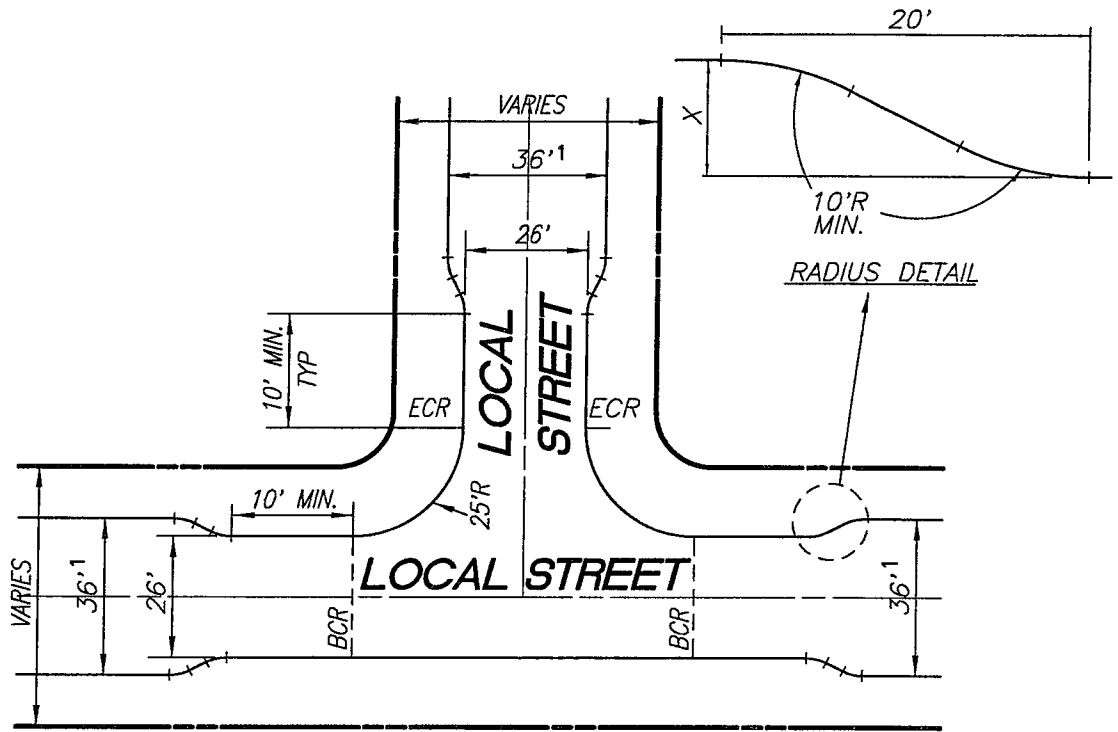 20'
X
10'R
MIN.
RADIUS DETAIL
VARIES
36'¹
26'
10' MIN.
TYP
ECR
LOCAL
STREET
ECR
10' MIN.
25'R
VARIES
36'¹
26'
LOCAL STREET
BCR
BCR
36'¹